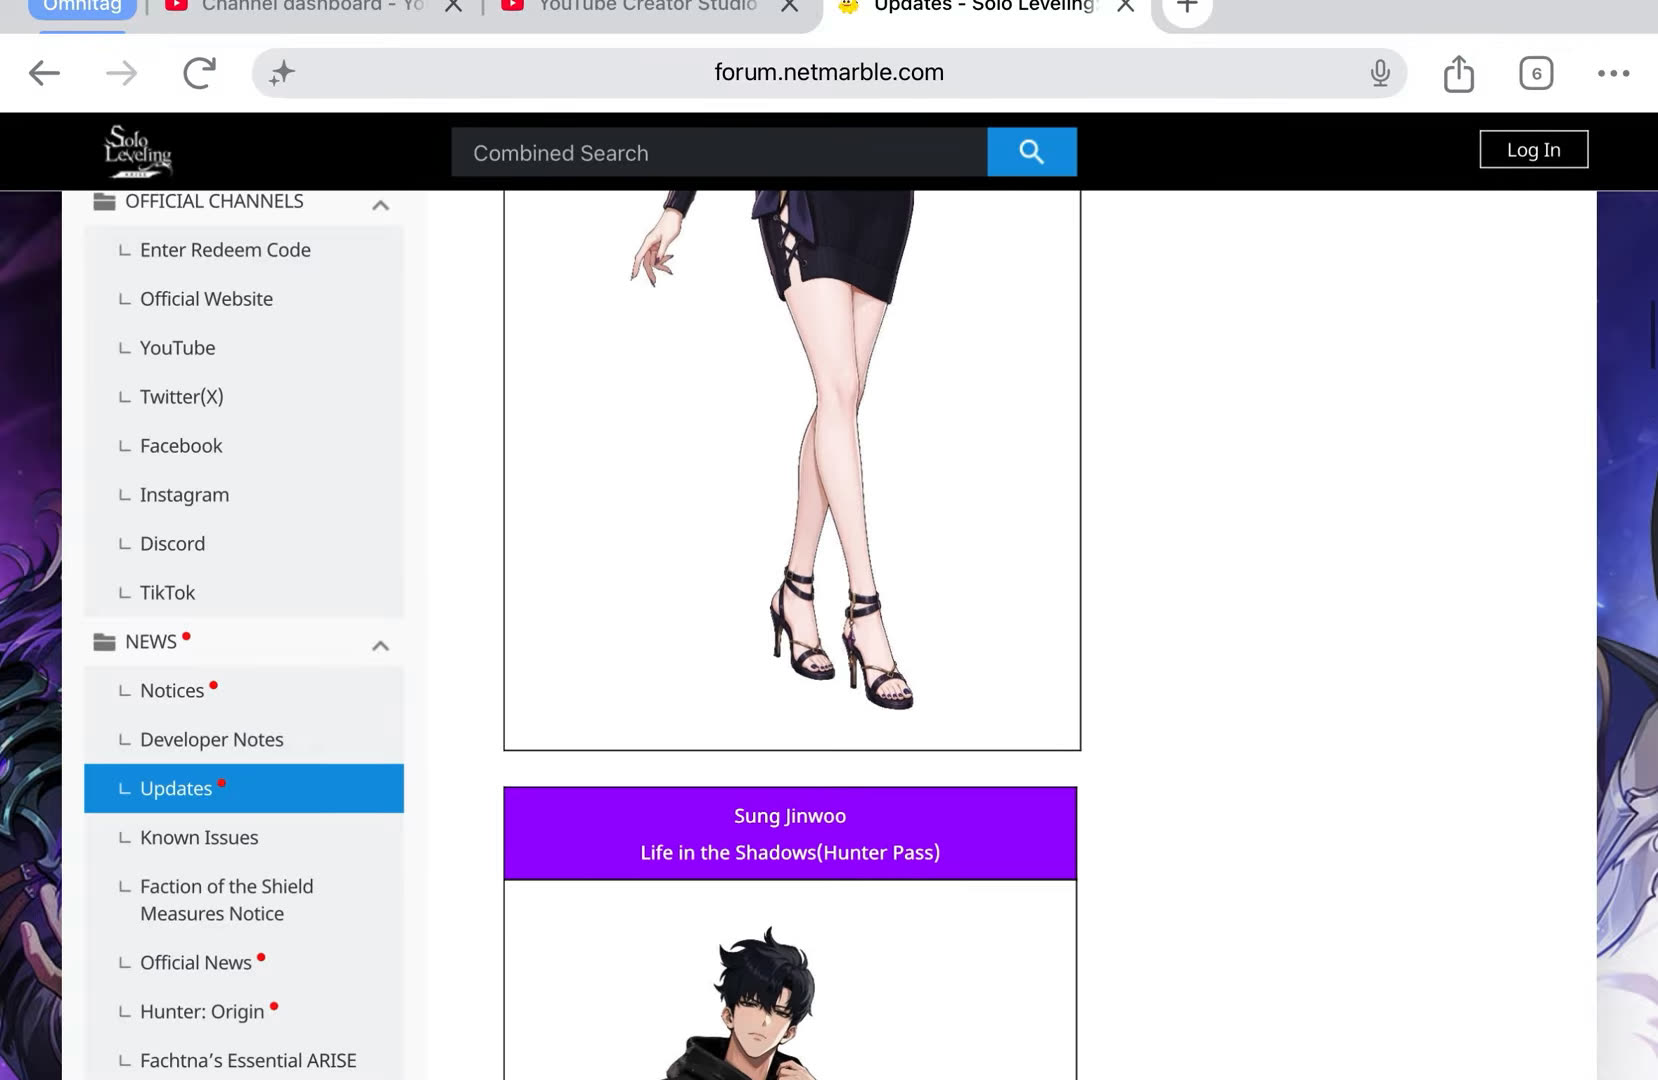 Omnitag
Channel dashboard - Yo
YouTube Creator Studio
Updates - Solo Leveling:
forum.netmarble.com
6
Solo
Leveling
ARISE
Combined Search
Log In
OFFICIAL CHANNELS
Enter Redeem Code
Official Website
YouTube
Twitter(X)
Facebook
Instagram
Discord
TikTok
NEWS
Notices
Developer Notes
Updates
Known Issues
Faction of the Shield
Measures Notice
Official News
Hunter: Origin
Fachtna’s Essential ARISE
Sung Jinwoo
Life in the Shadows(Hunter Pass)